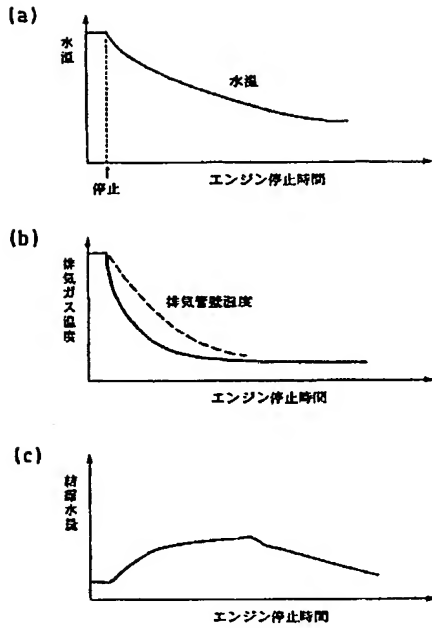 (a)
水温
水温
停止
エンジン停止時間
(b)
排気ガス温度
排気管壁温度
エンジン停止時間
(c)
結露水量
エンジン停止時間